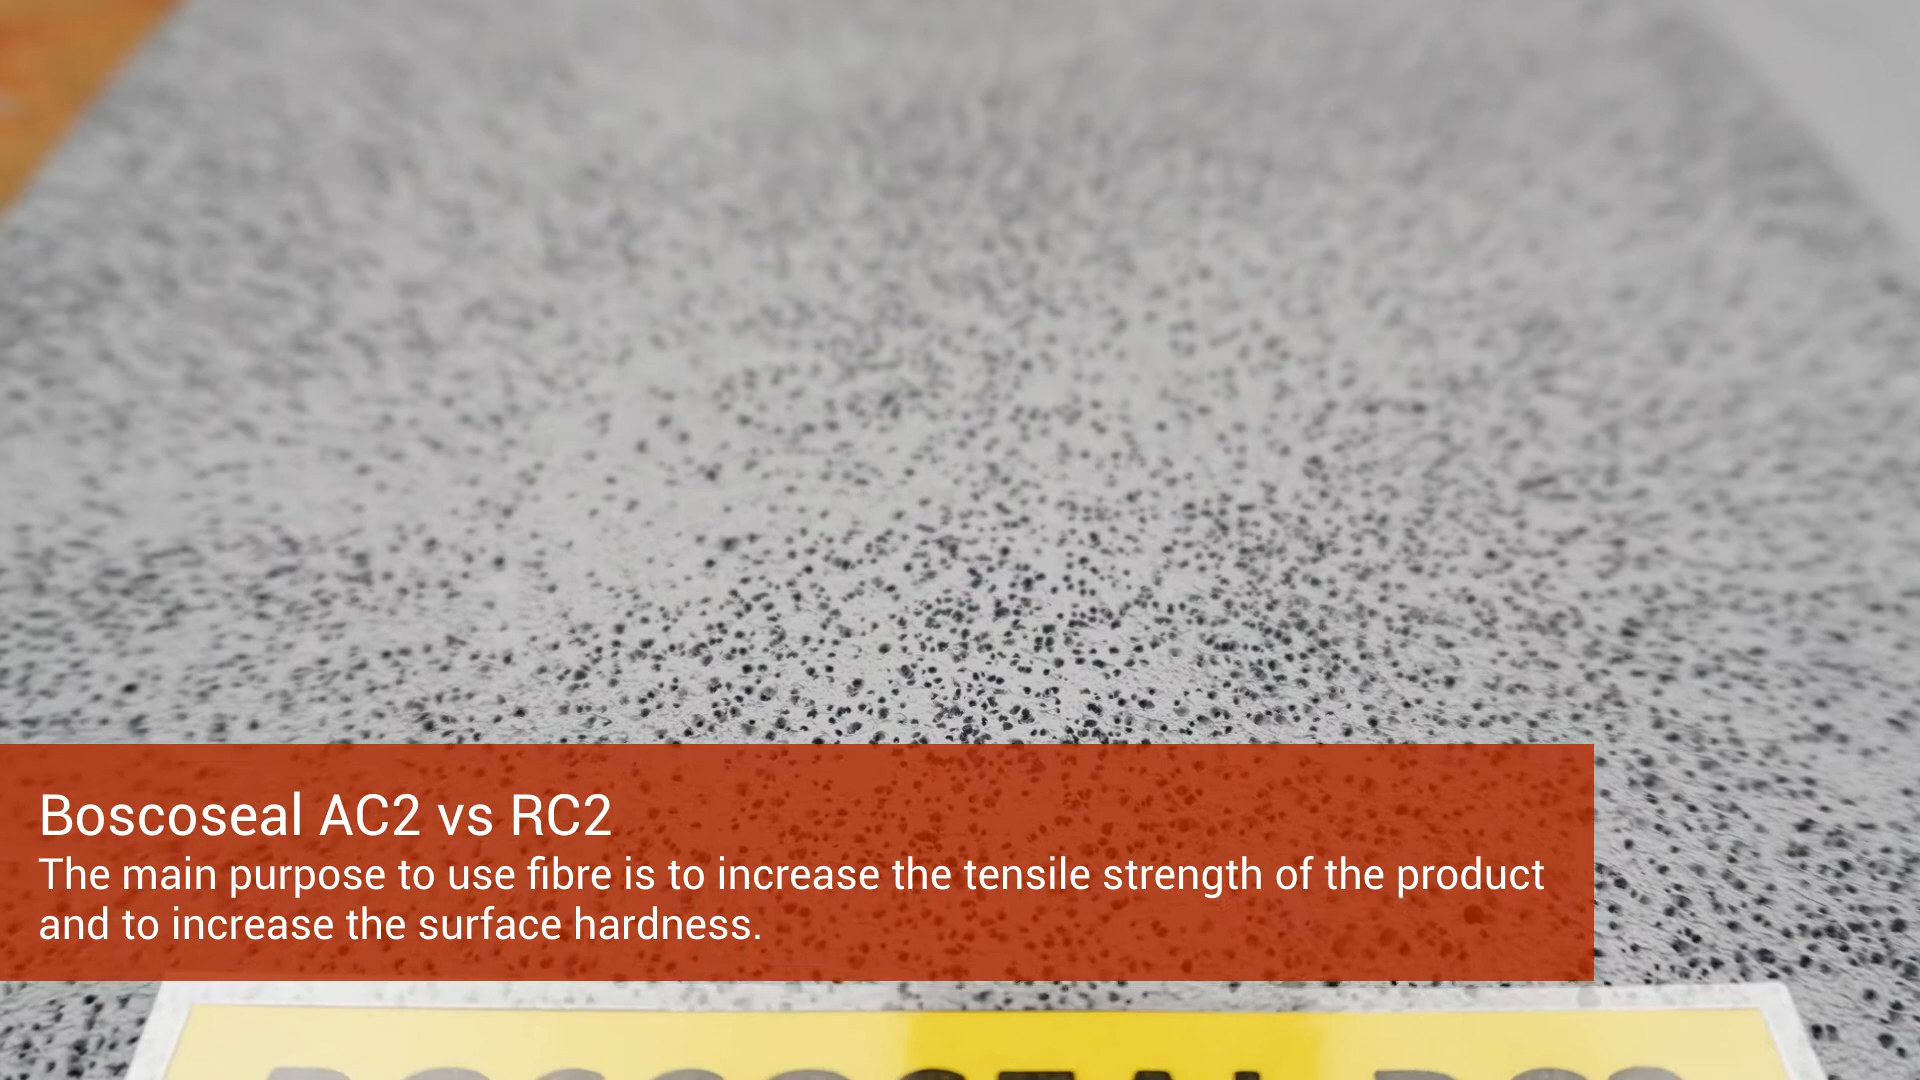 Boscoseal AC2 vs RC2
The main purpose to use fibre is to increase the tensile strength of the product
and to increase the surface hardness.